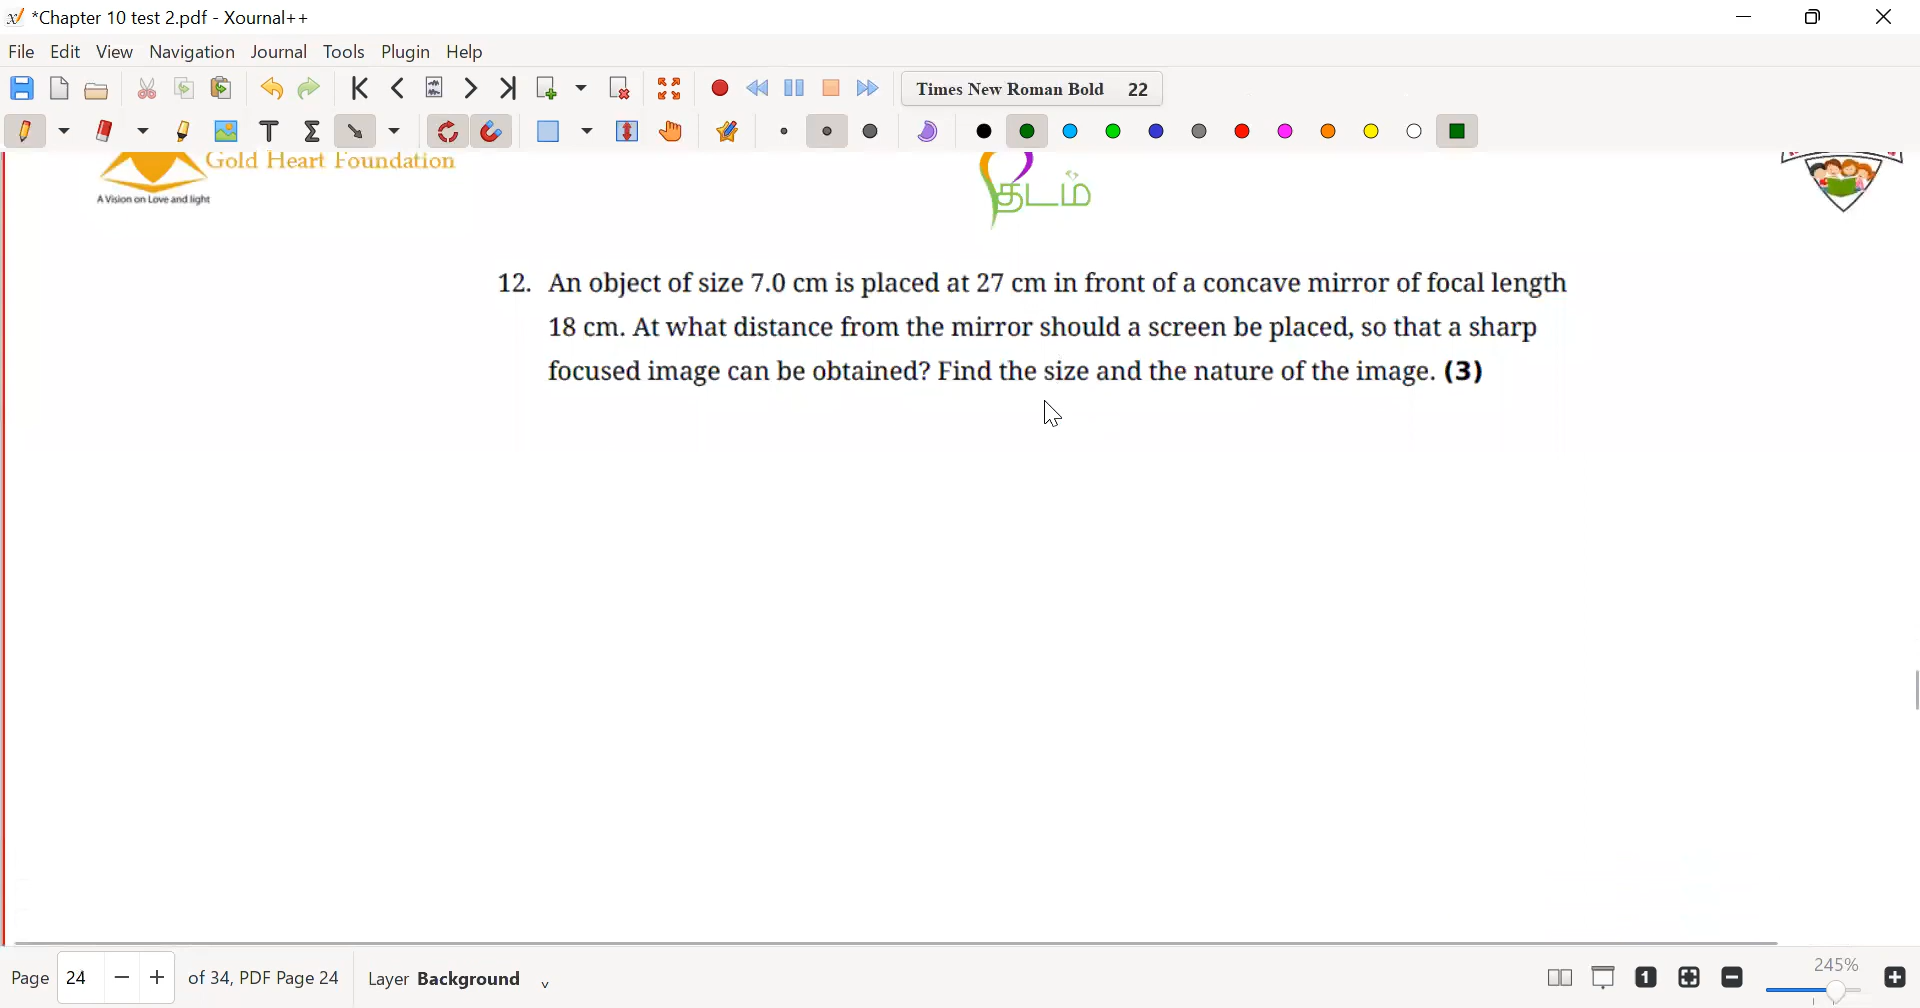 *Chapter 10 test 2.pdf - Xournal++
File Edit View Navigation Journal Tools Plugin Help
Times New Roman Bold 22
Gold Heart Foundation
A Vision on Love and light
தடம்
12. An object of size 7.0 cm is placed at 27 cm in front of a concave mirror of focal length
18 cm. At what distance from the mirror should a screen be placed, so that a sharp
focused image can be obtained? Find the size and the nature of the image. (3)
Page 24 of 34, PDF Page 24 Layer Background 1 245%